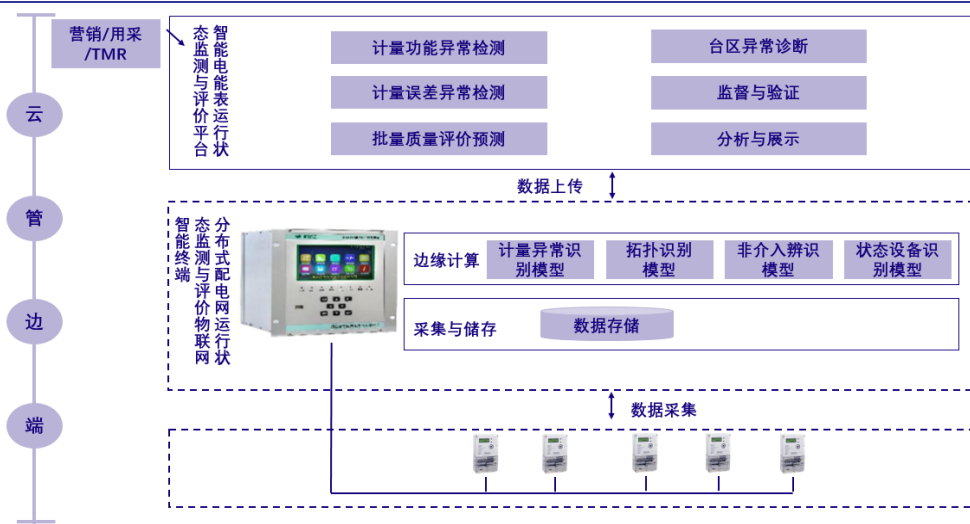 营销/用采
/TMR
智能电能表运行状
态监测与评价平台
计量功能异常检测
台区异常诊断
计量误差异常检测
监督与验证
批量质量评价预测
分析与展示
云
数据上传
管
分布式配电网运行状
态监测与评价物联网
智能终端
边缘计算
计量异常识
别模型
拓扑识别
模型
非介入辨识
模型
状态设备识
别模型
采集与储存
数据存储
边
数据采集
端